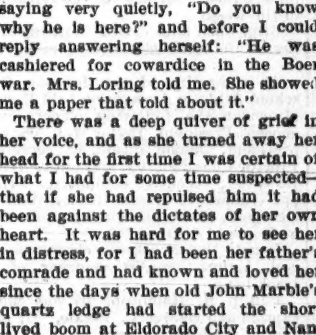 saying very quietly, "Do you know
why he is here?" and before I could
reply answering herself: "He was
cashiered for cowardice in the Boer
war. Mrs. Loring told me. She showed
me a paper that told about it."
There was a deep quiver of grief in
her voice, and as she turned away her
head for the first time I was certain of
what I had for some time suspected—
that if she had repulsed him it had
been against the dictates of her own
heart. It was hard for me to see her
in distress, for I had been her father's
comrade and had known and loved her
since the days when old John Marble's
quartz ledge had started the short
lived boom at Eldorado City and Nan